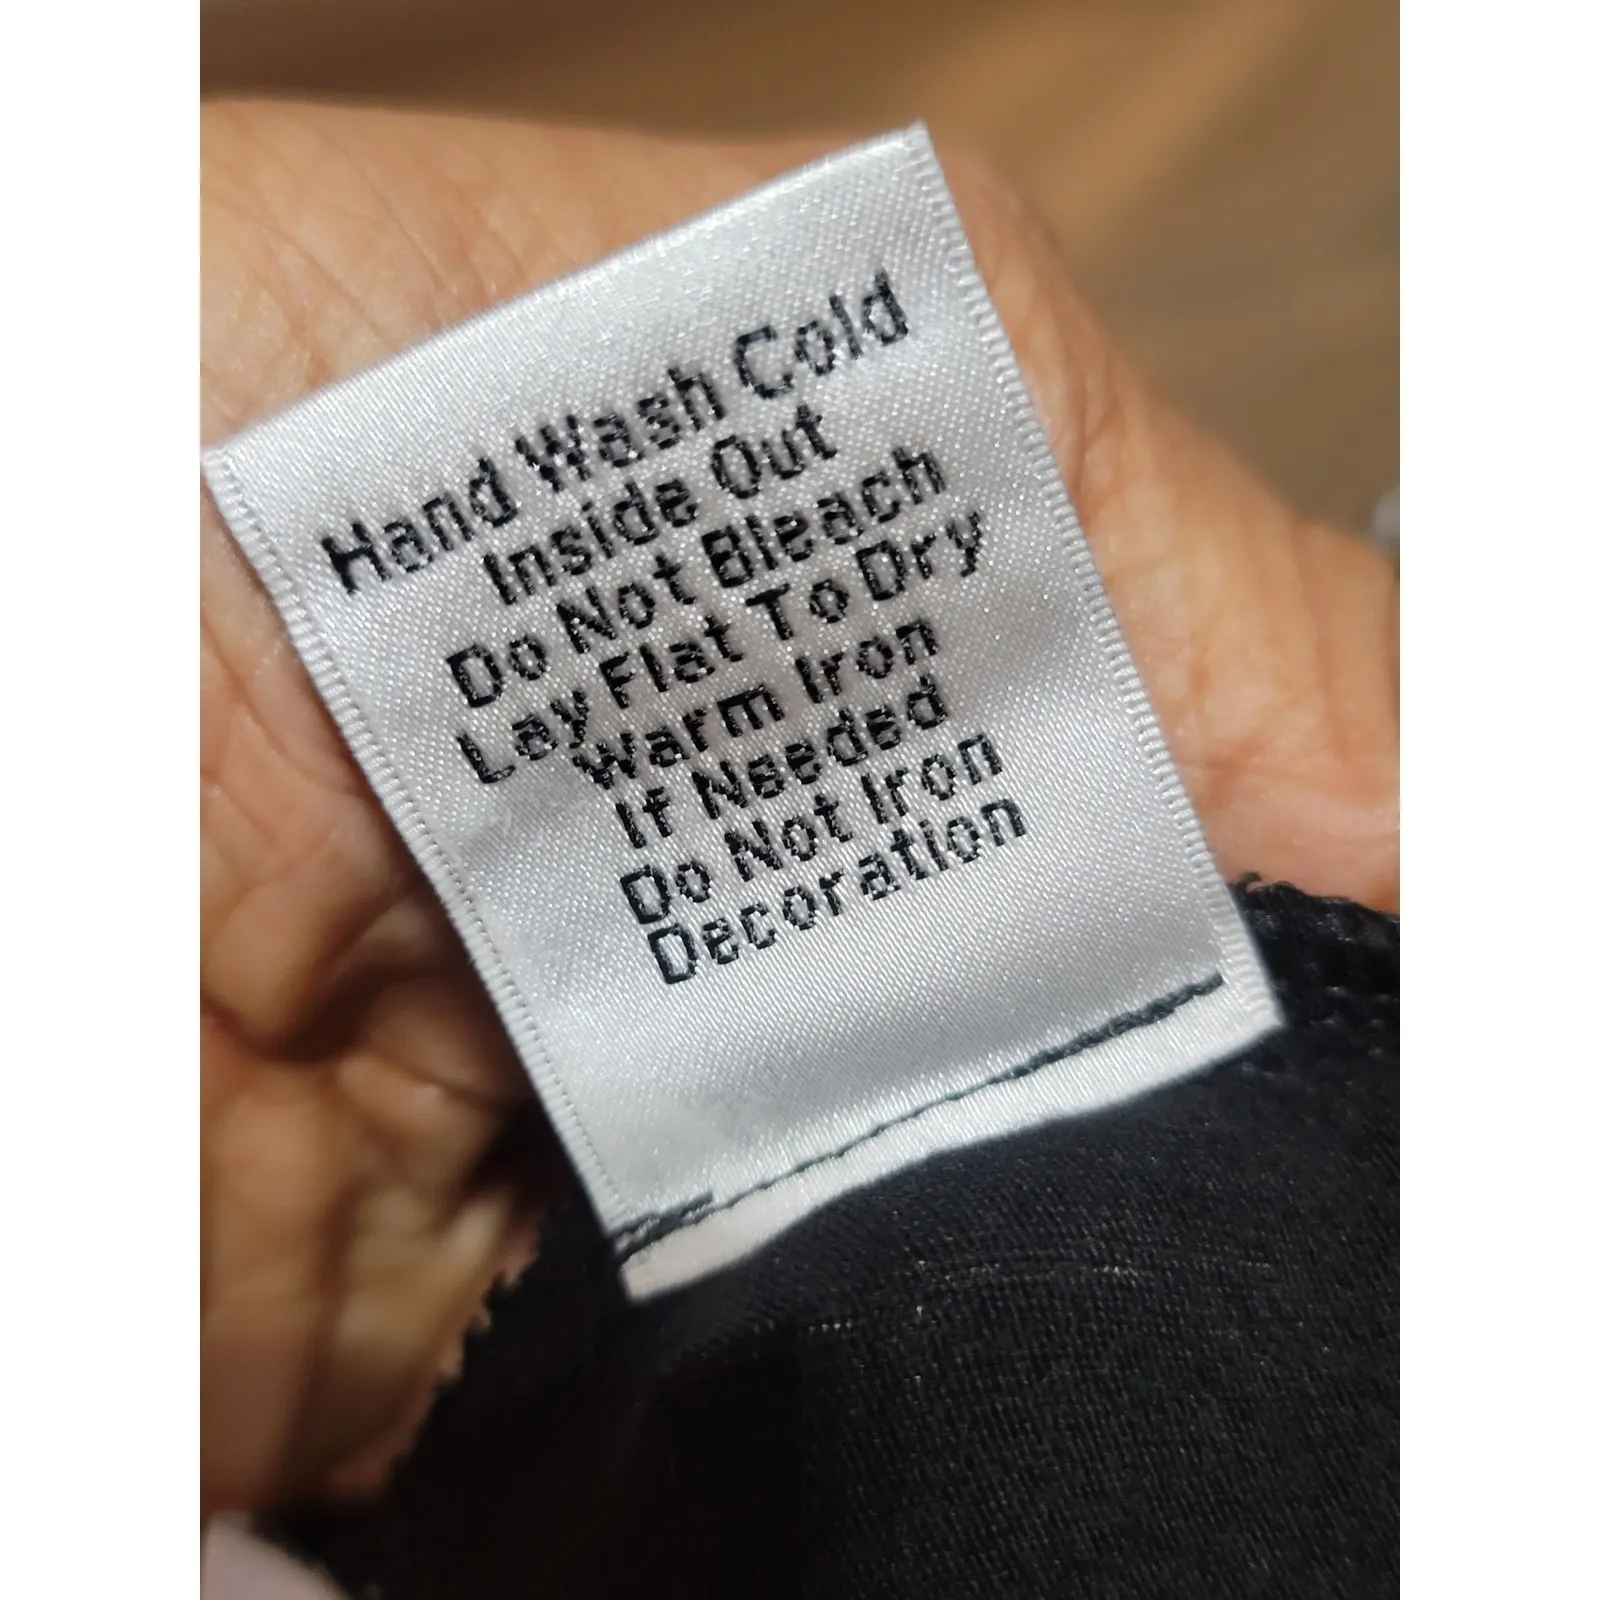 Hand Wash Cold
Inside Out
Do Not Bleach
Lay Flat To Dry
Warm Iron
If Needed
Do Not Iron
Decoration